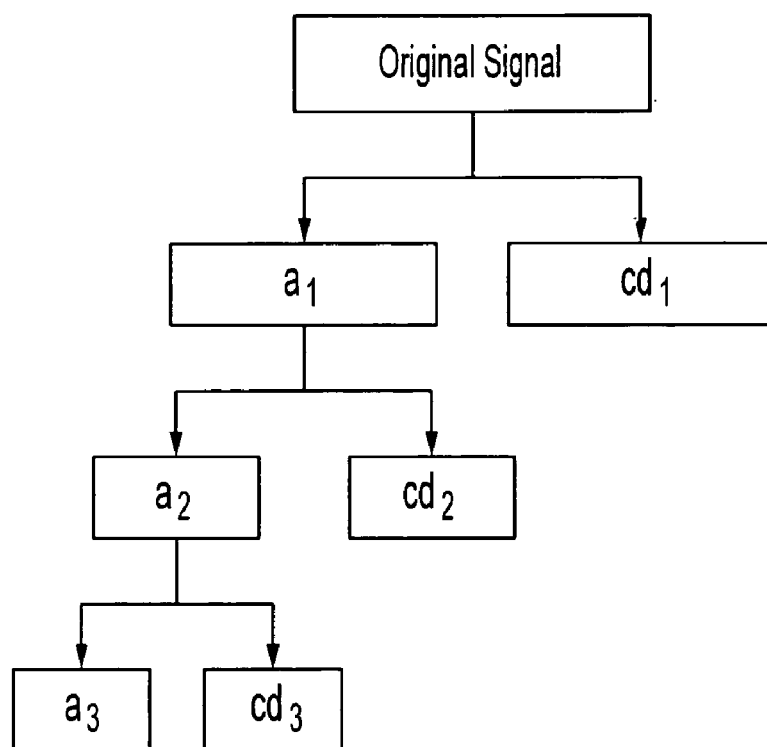 Original Signal
a₁
cd₁
a₂
cd₂
a₃
cd₃